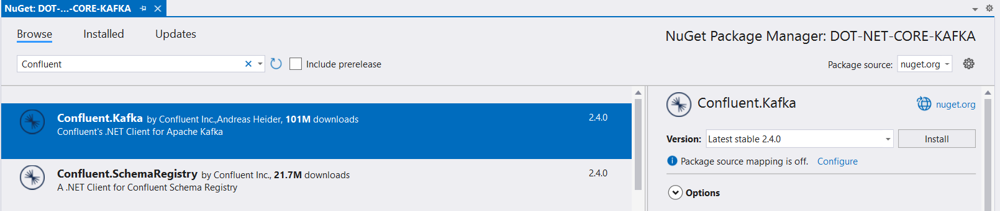 NuGet: DOT-...-CORE-KAFKA
Browse Installed Updates
NuGet Package Manager: DOT-NET-CORE-KAFKA
Confluent
Include prerelease
Package source: nuget.org
Confluent.Kafka by Confluent Inc.,Andreas Heider, 101M downloads 2.4.0
Confluent's .NET Client for Apache Kafka
Confluent.SchemaRegistry by Confluent Inc., 21.7M downloads 2.4.0
A .NET Client for Confluent Schema Registry
Confluent.Kafka nuget.org
Version: Latest stable 2.4.0 Install
Package source mapping is off. Configure
Options